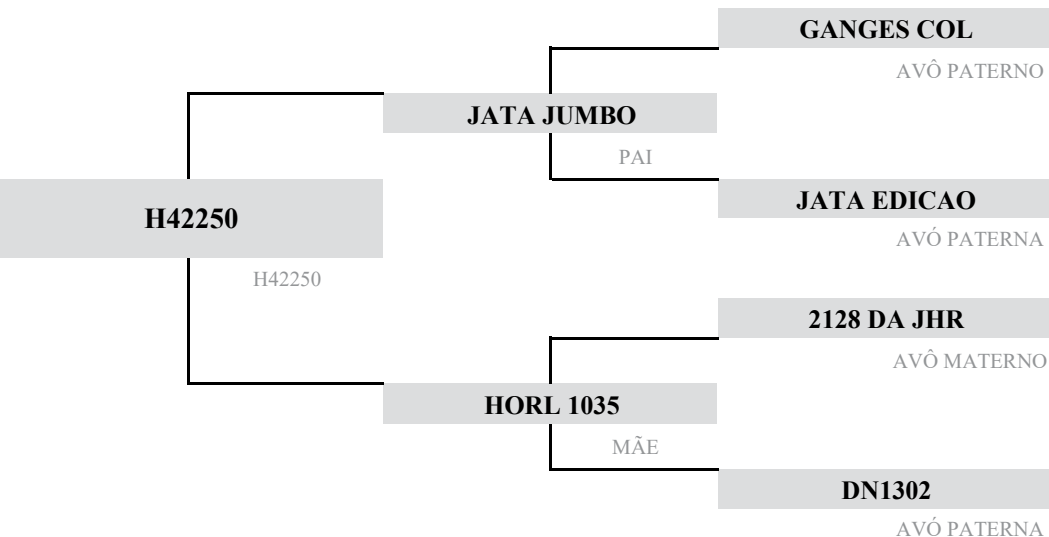 GANGES COL
AVÔ PATERNO
JATA JUMBO
PAI
JATA EDICAO
AVÓ PATERNA
H42250
H42250
2128 DA JHR
AVÔ MATERNO
HORL 1035
MÃE
DN1302
AVÓ PATERNA